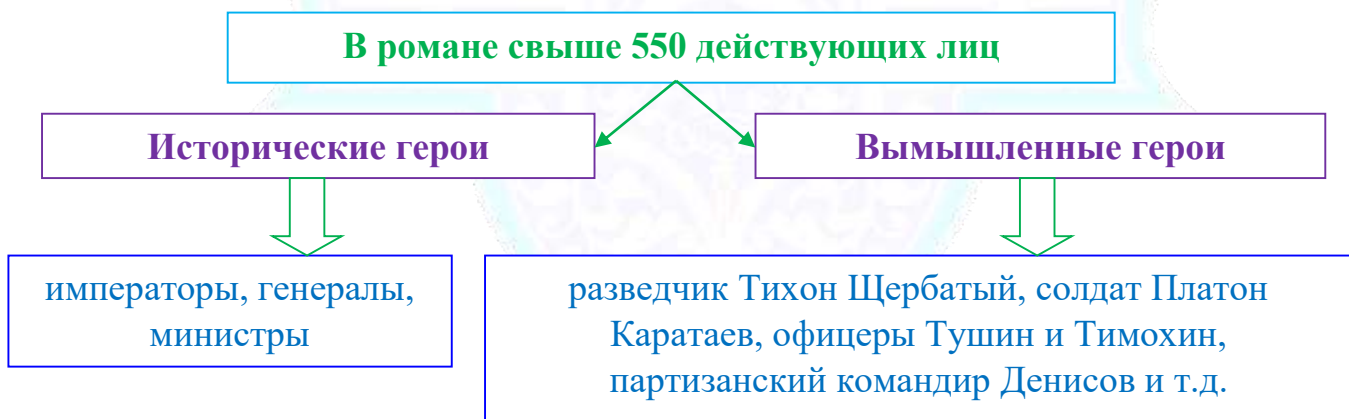 В романе свыше 550 действующих лиц
Исторические герои
Вымышленные герои
императоры, генералы,
министры
разведчик Тихон Щербатый, солдат Платон
Каратаев, офицеры Тушин и Тимохин,
партизанский командир Денисов и т.д.